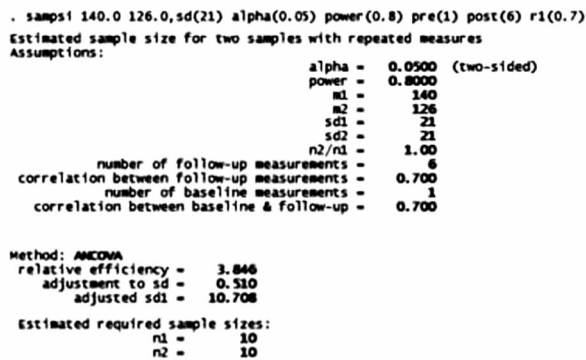 . sampsi 140.0 126.0,sd(21) alpha(0.05) power(0.8) pre(1) post(6) r1(0.7)
Estimated sample size for two samples with repeated measures
Assumptions:
alpha = 0.0500 (two-sided)
power = 0.8000
m1 = 140
m2 = 126
sd1 = 21
sd2 = 21
n2/n1 = 1.00
number of follow-up measurements = 6
correlation between follow-up measurements = 0.700
number of baseline measurements = 1
correlation between baseline & follow-up = 0.700
Method: ANCOVA
relative efficiency = 3.846
adjustment to sd = 0.510
adjusted sd1 = 10.708
Estimated required sample sizes:
n1 = 10
n2 = 10